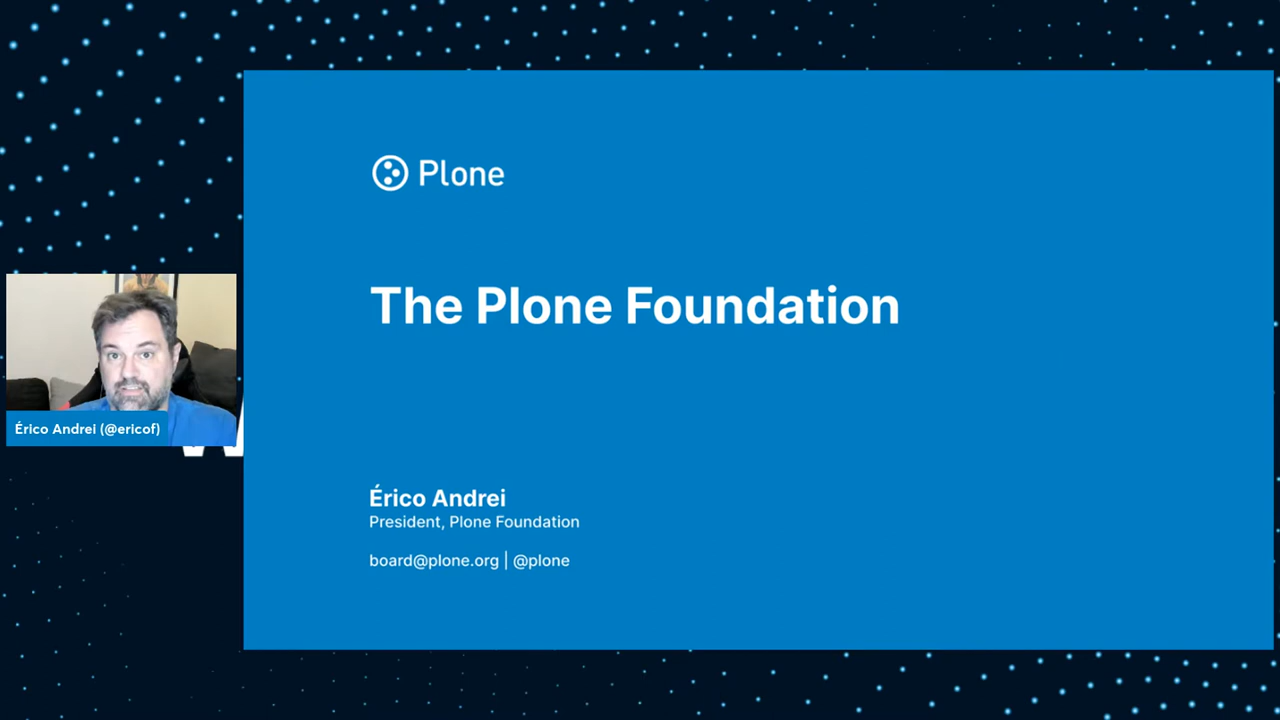 Plone
The Plone Foundation
Érico Andrei (@ericof)
Érico Andrei
President, Plone Foundation
board@plone.org | @plone